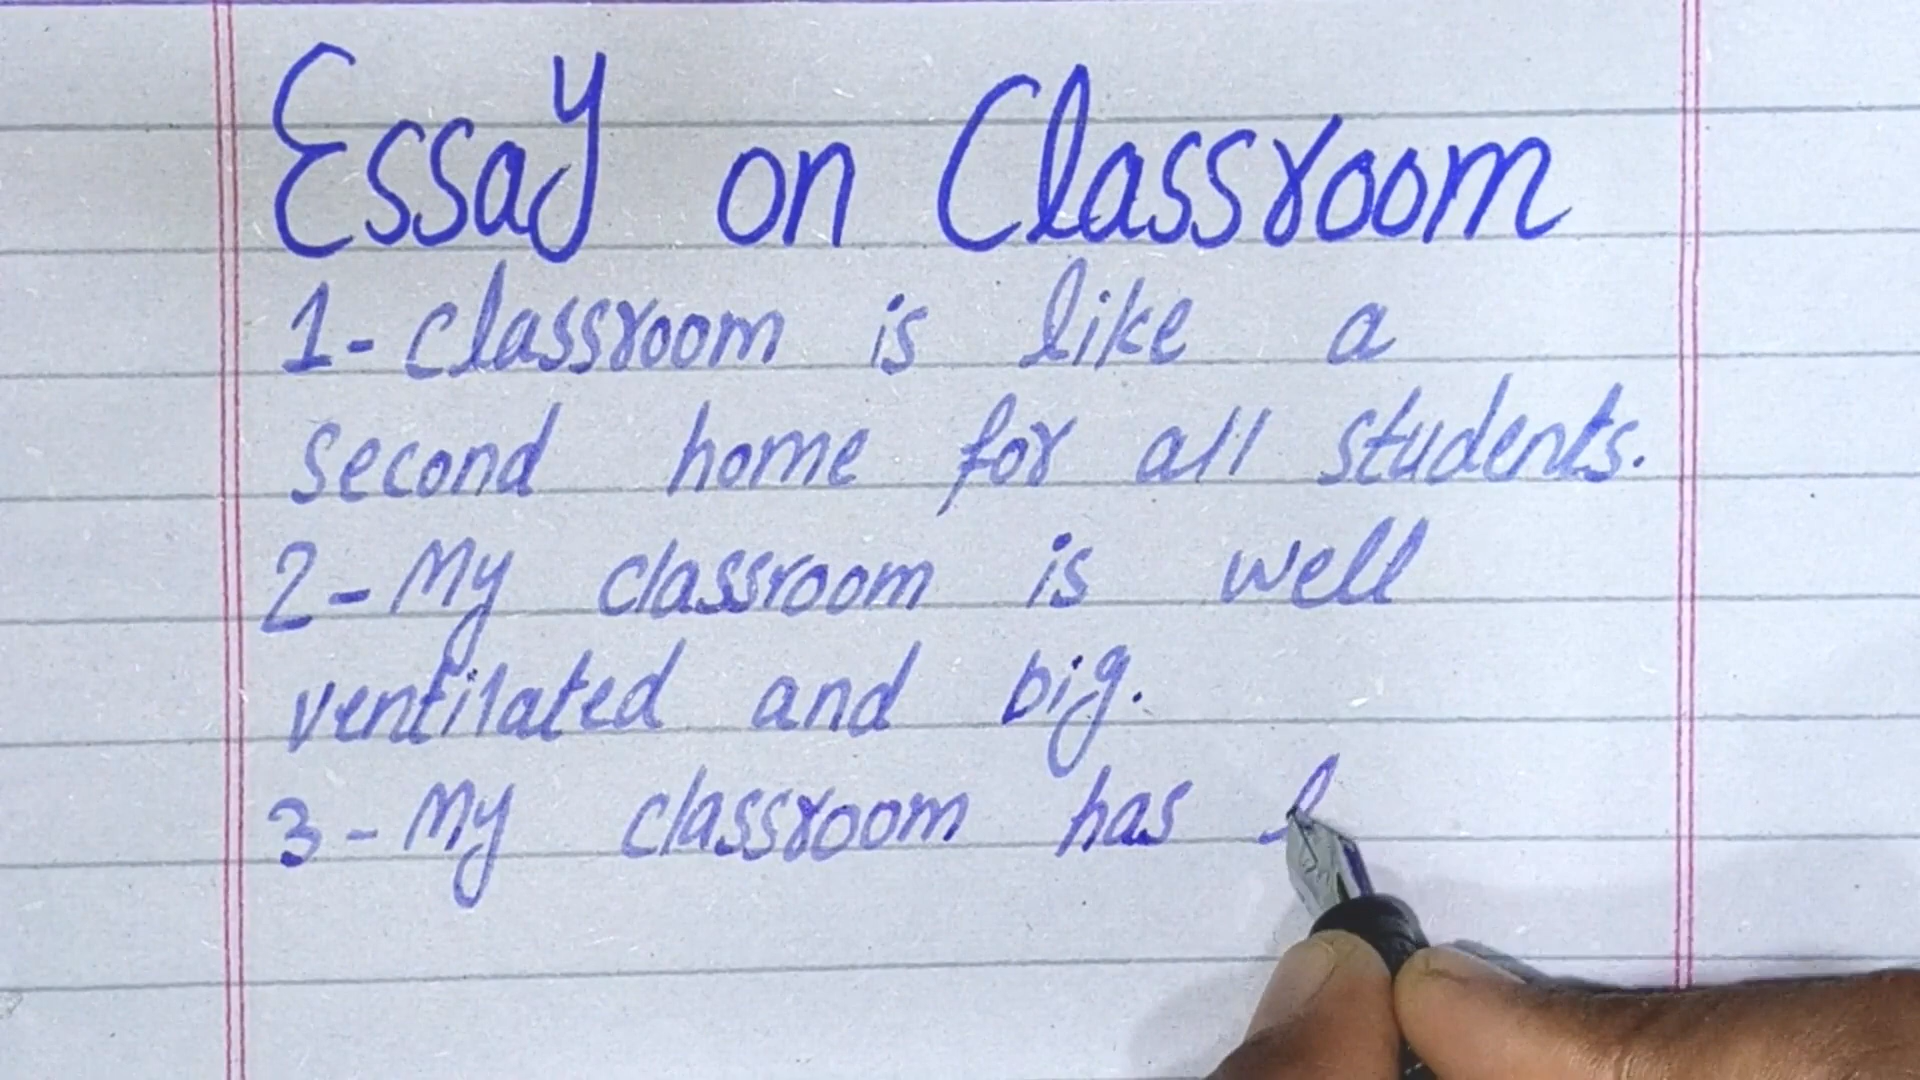 Essay on Classroom
1- classroom is like a
second home for all students.
2- My classroom is well
ventilated and big.
3- My classroom has